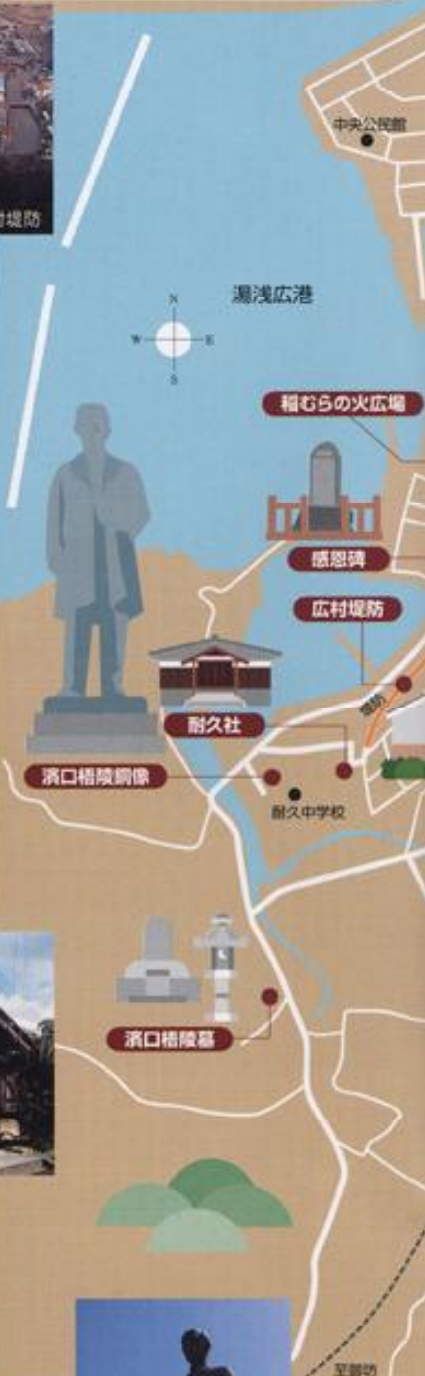 中央公民館
村堤防
湯浅広港
N
W
E
S
稲むらの火広場
感恩碑
広村堤防
堤防
耐久社
濱口梧陵銅像
耐久中学校
濱口梧陵墓
至御坊